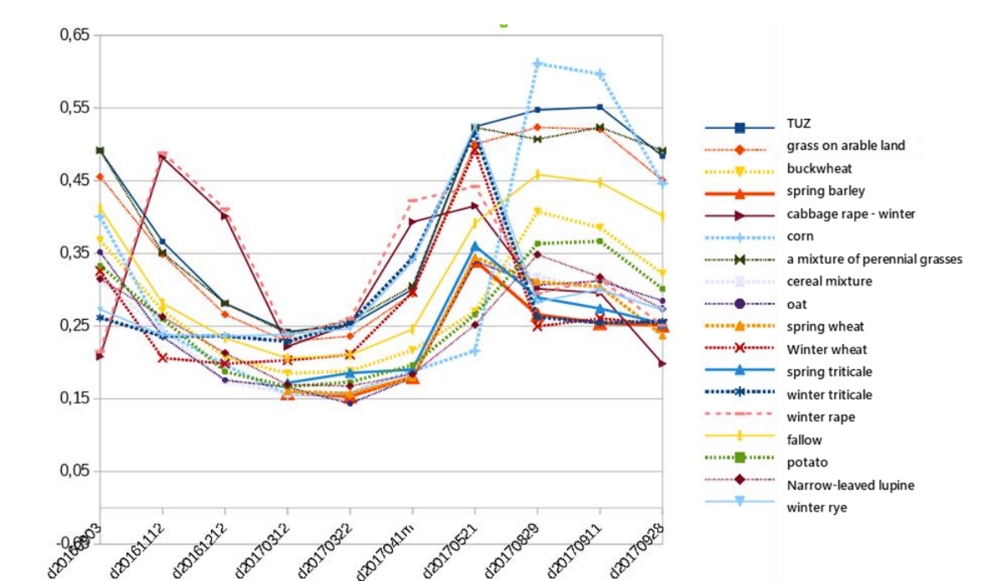 0,65
0,55
0,45
0,35
0,25
0,15
0,05
d20161112
d20161212
d20170312
d20170322
d2017041m
d20170521
d20170829
d20170911
d20170928
TUZ
grass on arable land
buckwheat
spring barley
cabbage rape - winter
corn
a mixture of perennial grasses
cereal mixture
oat
spring wheat
Winter wheat
spring triticale
winter triticale
winter rape
fallow
potato
Narrow-leaved lupine
winter rye